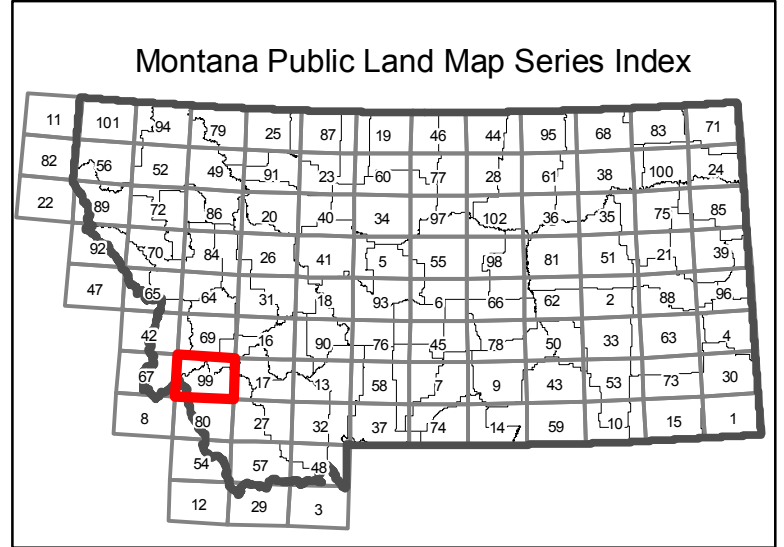 Montana Public Land Map Series Index
11 101 94 79 25 87 19 46 44 95 68 83 71
82 56 52 49 91 23 60 77 28 61 38 100 24
22 89 72 86 20 40 34 97 102 36 35 75 85
92 70 84 26 41 5 55 98 81 51 21 39
47 65 64 31 18 93 6 66 62 2 88 96
42 69 16 90 76 45 78 50 33 63 4
67 99 17 13 58 7 9 43 53 73 30
8 80 27 32 37 74 14 59 10 15 1
54 57 48
12 29 3